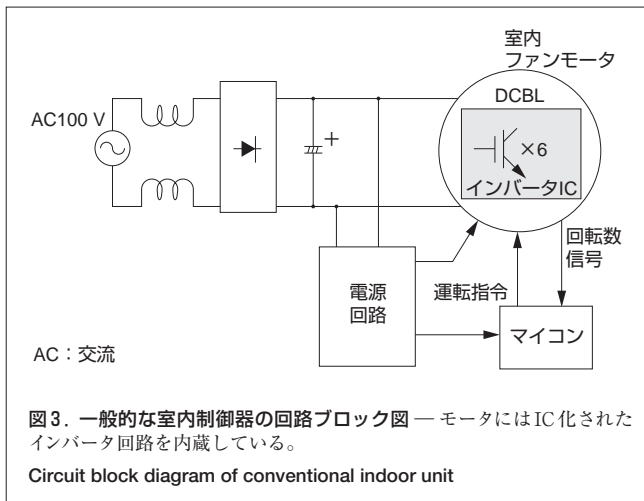 室内
ファンモータ
DCBL
AC100 V
+
×6
インバータIC
回転数
信号
電源
回路
運転指令
マイコン
AC：交流
図3．一般的な室内制御器の回路ブロック図 — モータにはIC化された
インバータ回路を内蔵している。
Circuit block diagram of conventional indoor unit